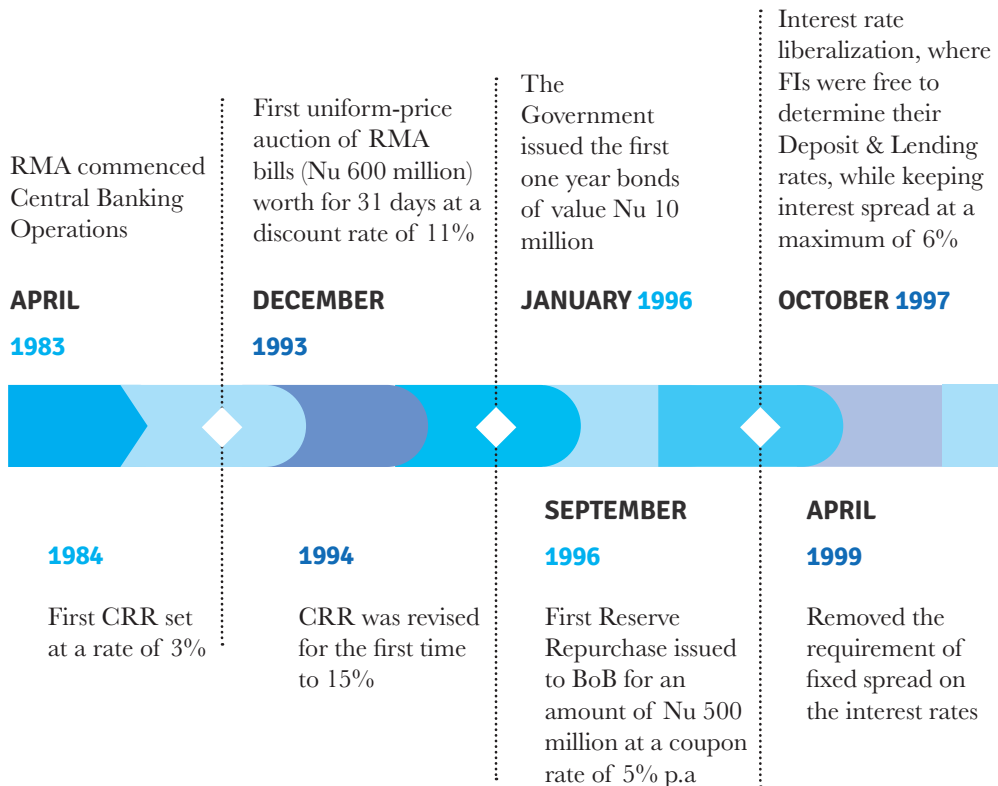 RMA commenced
Central Banking
Operations
APRIL
1983
First uniform-price
auction of RMA
bills (Nu 600 million)
worth for 31 days at a
discount rate of 11%
DECEMBER
1993
The
Government
issued the first
one year bonds
of value Nu 10
million
JANUARY 1996
Interest rate
liberalization, where
FIs were free to
determine their
Deposit & Lending
rates, while keeping
interest spread at a
maximum of 6%
OCTOBER 1997
1984
First CRR set
at a rate of 3%
1994
CRR was revised
for the first time
to 15%
SEPTEMBER
1996
First Reserve
Repurchase issued
to BoB for an
amount of Nu 500
million at a coupon
rate of 5% p.a
APRIL
1999
Removed the
requirement of
fixed spread on
the interest rates